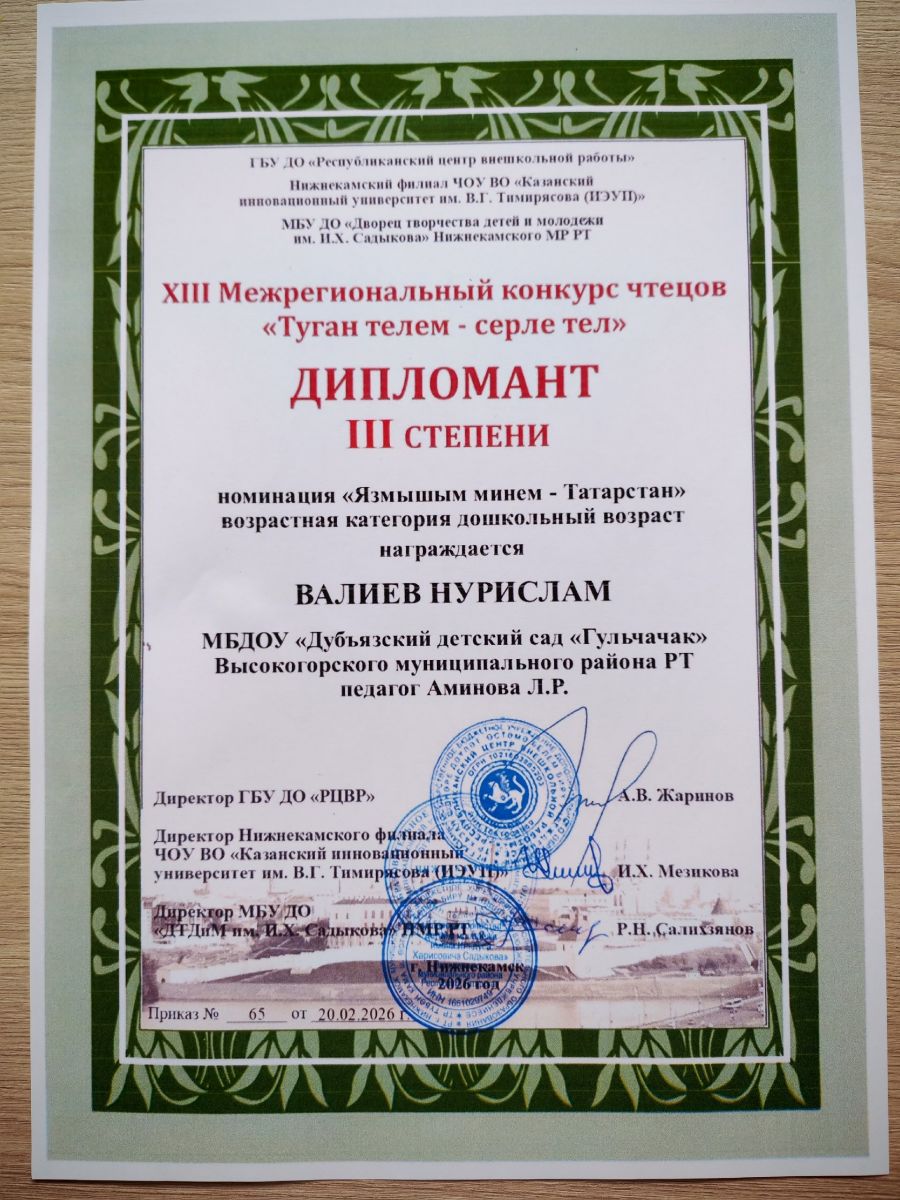 ГБУ ДО «Республиканский центр внешкольной работы»
Нижнекамский филиал ЧОУ ВО «Казанский
инновационный университет им. В.Г. Тимирясова (ИЭУП)»
МБУ ДО «Дворец творчества детей и молодежи
им. И.Х. Садыкова» Нижнекамского МР РТ
XIII Межрегиональный конкурс чтецов
«Туган телем - серле тел»
ДИПЛОМАНТ
III СТЕПЕНИ
номинация «Язмышым минем - Татарстан»
возрастная категория дошкольный возраст
награждается
ВАЛИЕВ НУРИСЛАМ
МБДОУ «Дубъязский детский сад «Гульчачак»
Высокогорского муниципального района РТ
педагог Аминова Л.Р.
Директор ГБУ ДО «РЦВР» А.В. Жаринов
Директор Нижнекамского филиала
ЧОУ ВО «Казанский инновационный
университет им. В.Г. Тимирясова (ИЭУП)» И.Х. Мезикова
Директор МБУ ДО
«ДТДиМ им. И.Х. Садыкова» НМР РТ Р.Н. Салихзянов
Харисовича Садыкова»
г. Нижнекамск
2026 год
Приказ № 65 от 20.02.2026 г.